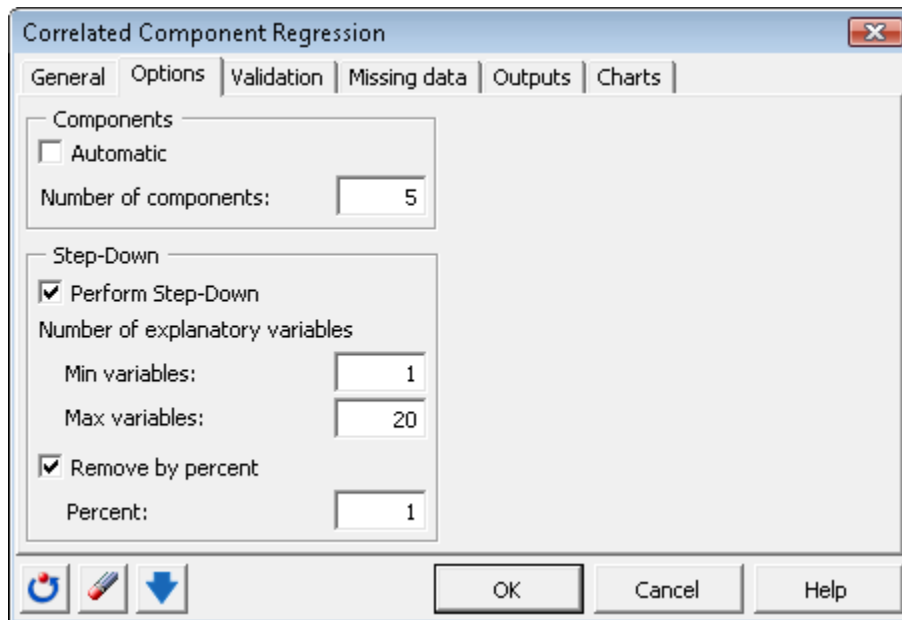 Correlated Component Regression
General Options Validation Missing data Outputs Charts
Components
Automatic
Number of components: 5
Step-Down
Perform Step-Down
Number of explanatory variables
Min variables: 1
Max variables: 20
Remove by percent
Percent: 1
OK Cancel Help